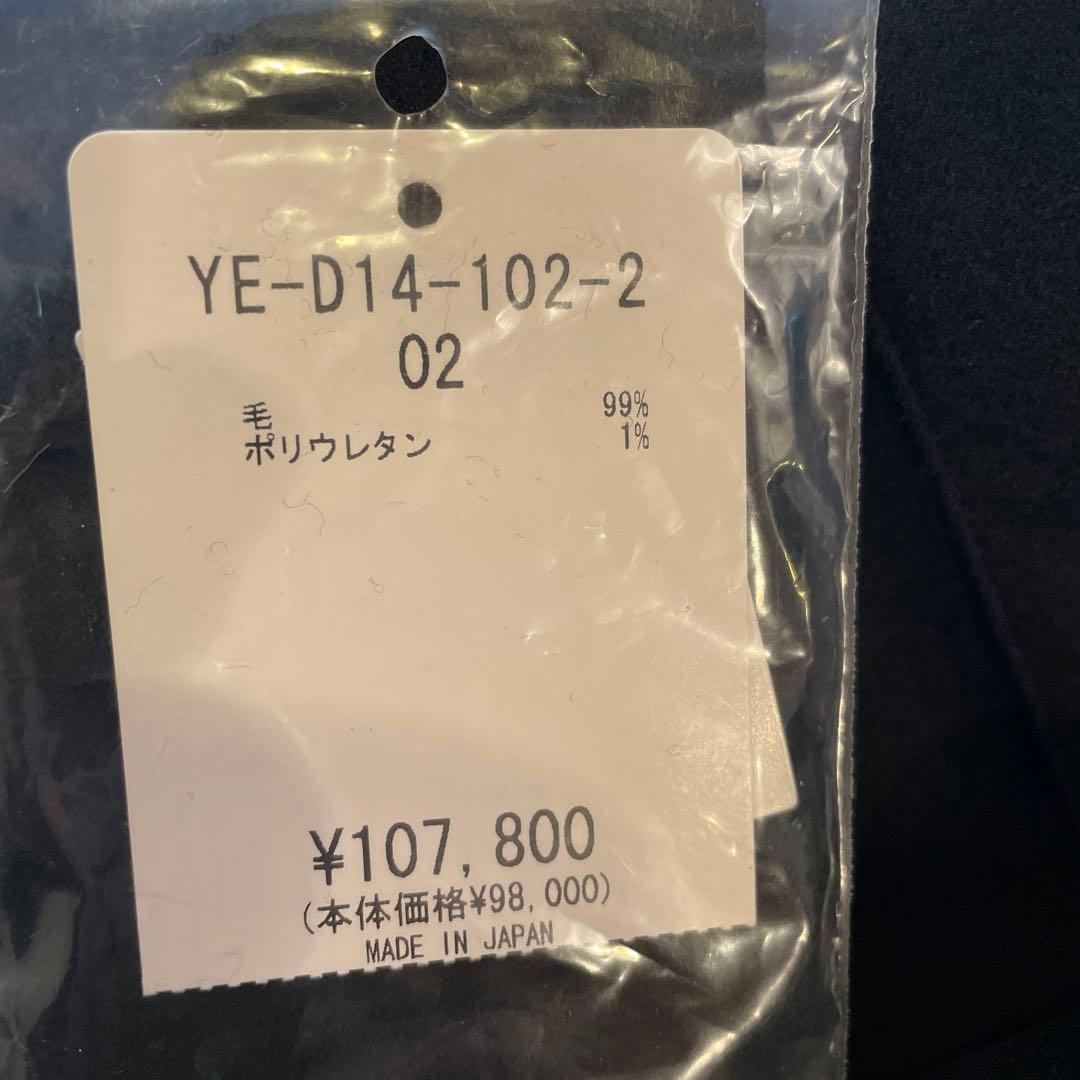 YE-D14-102-2
02
毛 99%
ポリウレタン 1%
¥107,800
(本体価格¥98,000)
MADE IN JAPAN